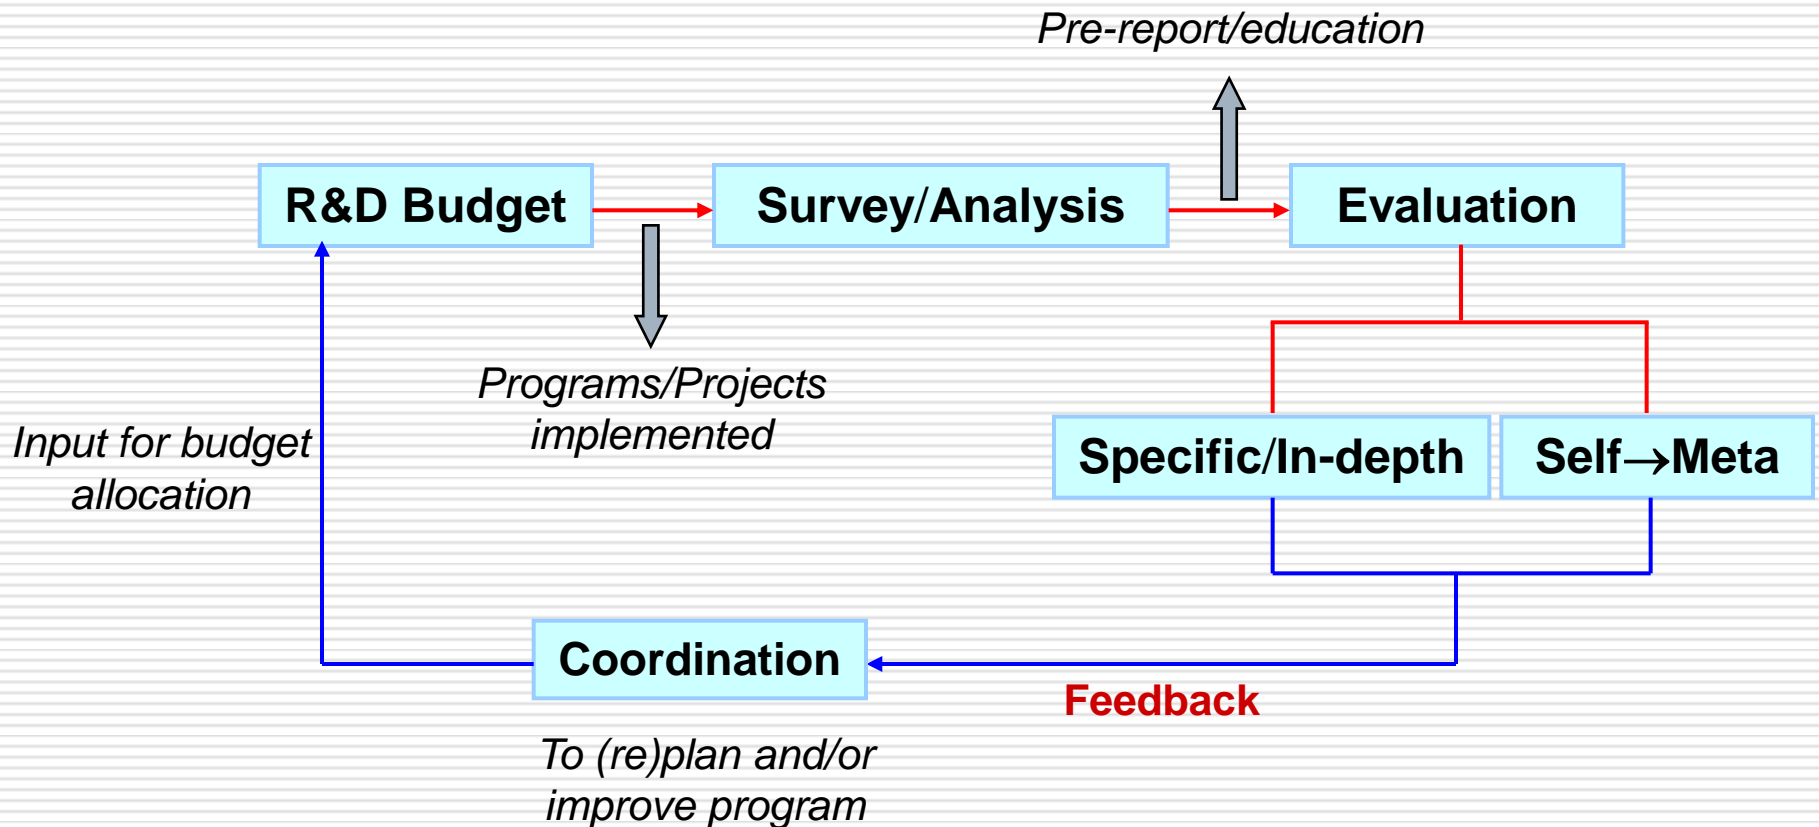 Pre-report/education
R&D Budget
Survey/Analysis
Evaluation
Programs/Projects
implemented
Input for budget
allocation
Specific/In-depth
Self→Meta
Coordination
Feedback
To (re)plan and/or
improve program